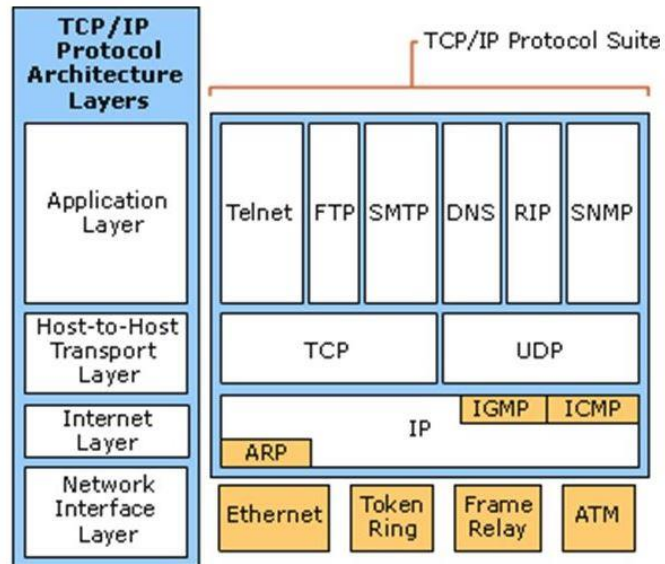 TCP/IP
Protocol
Architecture
Layers
TCP/IP Protocol Suite
Application
Layer
Telnet
FTP
SMTP
DNS
RIP
SNMP
Host-to-Host
Transport
Layer
TCP
UDP
Internet
Layer
IP
IGMP
ICMP
ARP
Network
Interface
Layer
Ethernet
Token
Ring
Frame
Relay
ATM